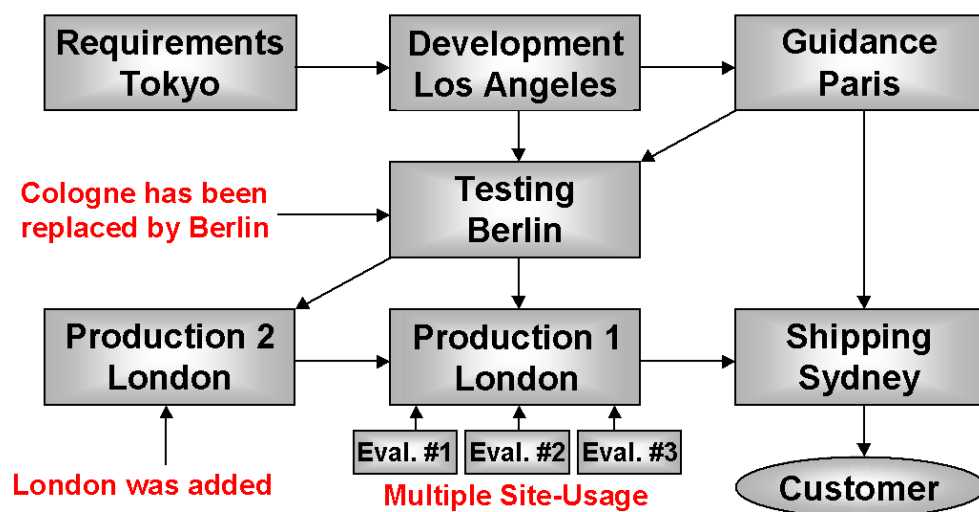 Requirements
Tokyo
Development
Los Angeles
Guidance
Paris
Cologne has been
replaced by Berlin
Testing
Berlin
Production 2
London
Production 1
London
Shipping
Sydney
Eval. #1
Eval. #2
Eval. #3
London was added
Multiple Site-Usage
Customer